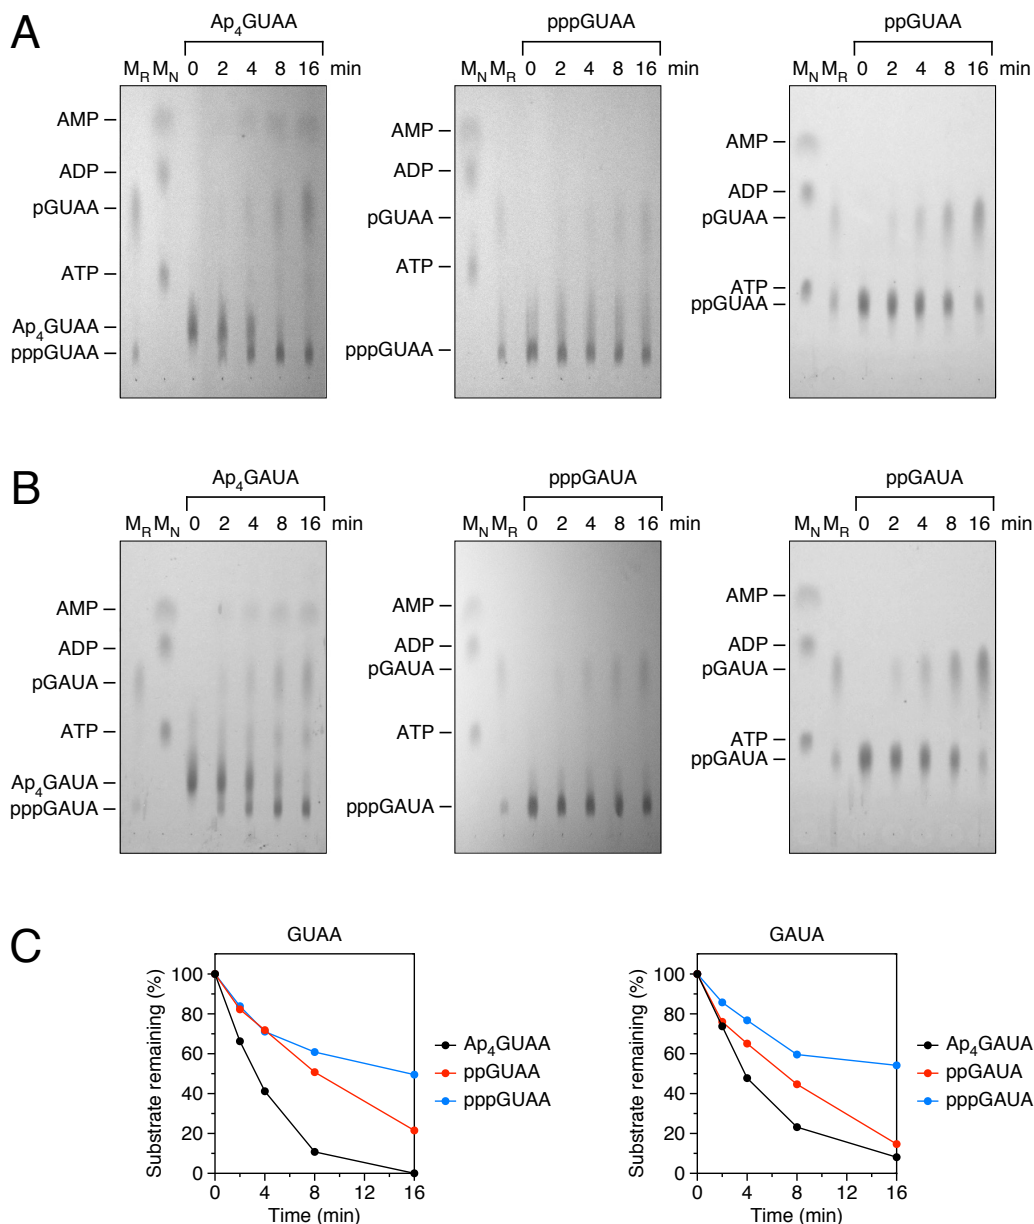 A
Ap4GUAA
MR MN 0 2 4 8 16 min
AMP
ADP
pGUAA
ATP
Ap4GUAA
pppGUAA
pppGUAA
MN MR 0 2 4 8 16 min
AMP
ADP
pGUAA
ATP
pppGUAA
ppGUAA
MN MR 0 2 4 8 16 min
AMP
ADP
pGUAA
ATP
ppGUAA
B
Ap4GAUA
MR MN 0 2 4 8 16 min
AMP
ADP
pGAUA
ATP
Ap4GAUA
pppGAUA
pppGAUA
MN MR 0 2 4 8 16 min
AMP
ADP
pGAUA
ATP
pppGAUA
ppGAUA
MN MR 0 2 4 8 16 min
AMP
ADP
pGAUA
ATP
ppGAUA
C
GUAA
Substrate remaining (%)
100
80
60
40
20
0
0 4 8 12 16
Time (min)
Ap4GUAA
ppGUAA
pppGUAA
GAUA
Substrate remaining (%)
100
80
60
40
20
0
0 4 8 12 16
Time (min)
Ap4GAUA
ppGAUA
pppGAUA